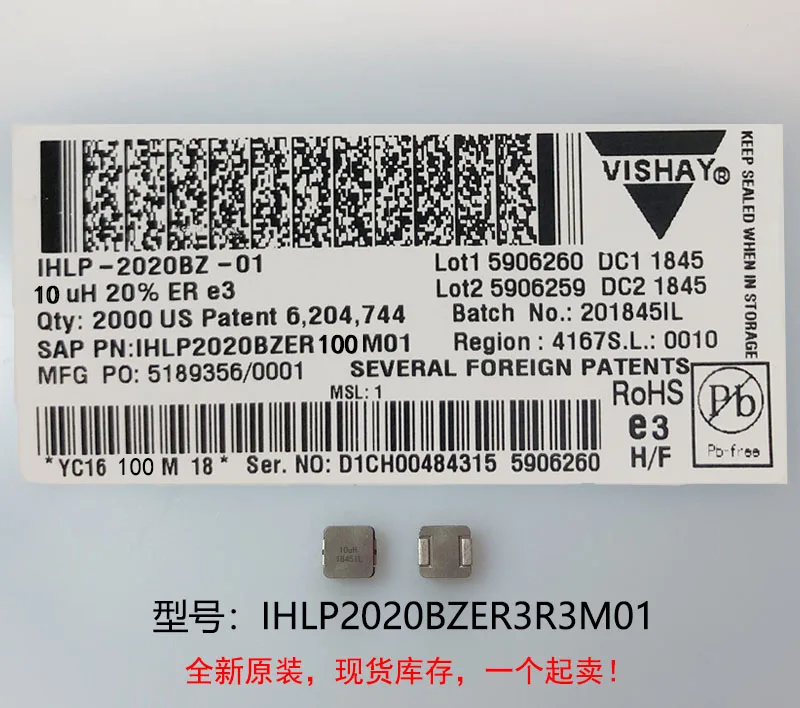 VISHAY®
KEEP SEALED WHEN IN STORAGE
IHLP-2020BZ-01
Lot1 5906260 DC1 1845
10 uH 20% ER e3
Lot2 5906259 DC2 1845
Qty: 2000 US Patent 6,204,744
Batch No.: 201845IL
SAP PN:IHLP2020BZER100M01
Region: 4167S.L.: 0010
MFG PO: 5189356/0001
SEVERAL FOREIGN PATENTS
MSL: 1
RoHS
e3
H/F
Pb
Pb-free
*YC16 100 M 18* Ser. NO: D1CH00484315 5906260
10uH
1845IL
型号：IHLP2020BZER3R3M01
全新原装，现货库存，一个起卖！